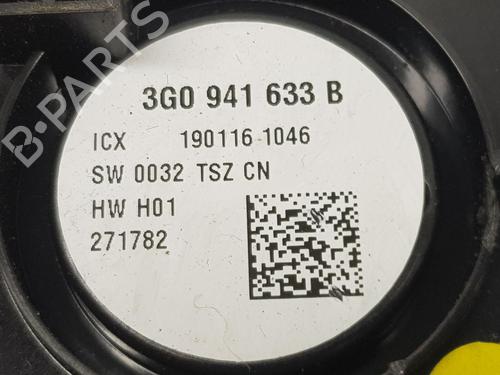 3G0 941 633 B
ICX 190116 1046
SW 0032 TSZ CN
HW H01
271782
B-PARTS